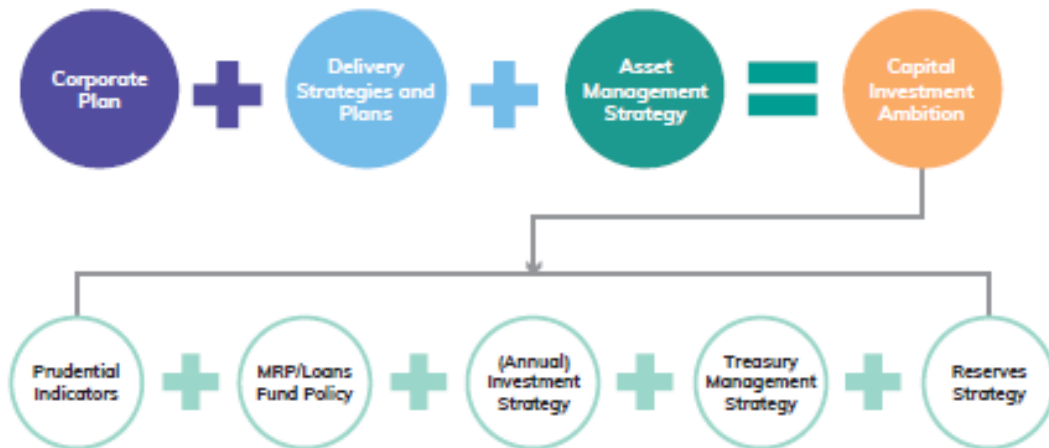 Corporate
Plan
Delivery
Strategies and
Plans
Asset
Management
Strategy
Capital
Investment
Ambition
Prudential
Indicators
MRP/Loans
Fund Policy
(Annual)
Investment
Strategy
Treasury
Management
Strategy
Reserves
Strategy